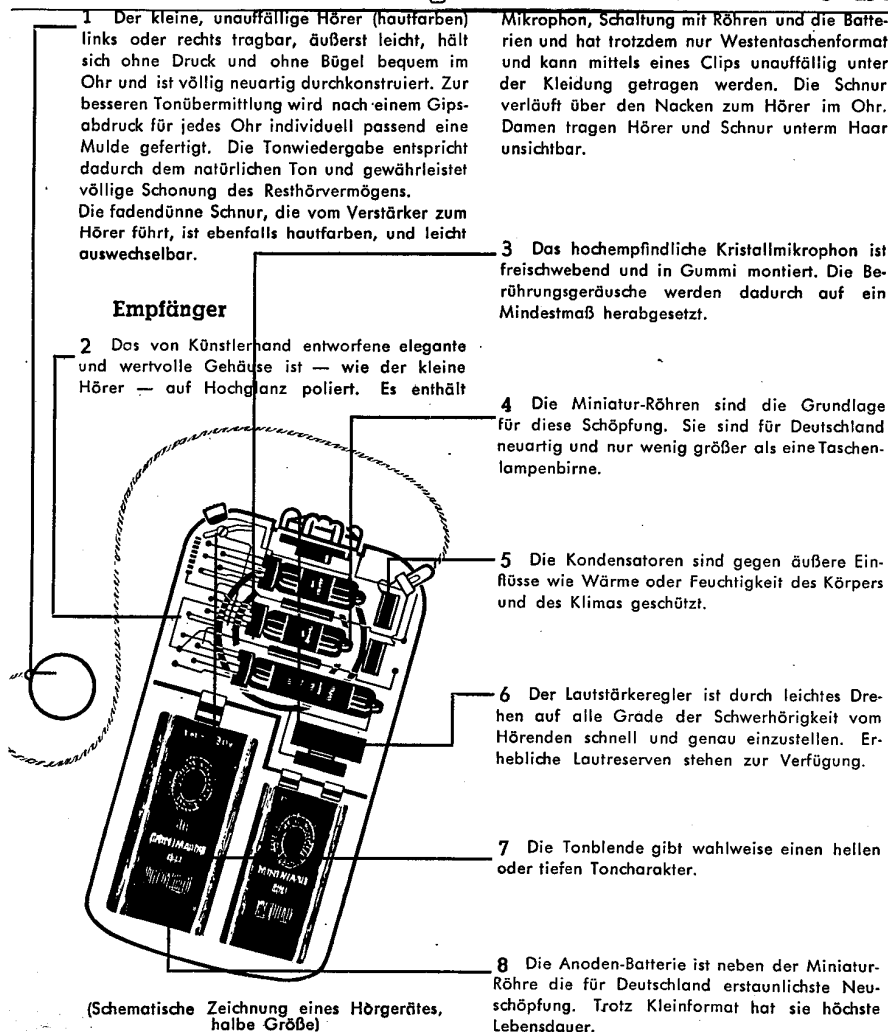 1 Der kleine, unauffällige Hörer (hautfarben)
links oder rechts tragbar, äußerst leicht, hält
sich ohne Druck und ohne Bügel bequem im
Ohr und ist völlig neuartig durchkonstruiert. Zur
besseren Tonübermittlung wird nach einem Gips-
abdruck für jedes Ohr individuell passend eine
Mulde gefertigt. Die Tonwiedergabe entspricht
dadurch dem natürlichen Ton und gewährleistet
völlige Schonung des Resthörvermögens.
Die fadendünne Schnur, die vom Verstärker zum
Hörer führt, ist ebenfalls hautfarben, und leicht
auswechselbar.
Empfänger
2 Das von Künstlerhand entworfene elegante
und wertvolle Gehäuse ist — wie der kleine
Hörer — auf Hochglanz poliert. Es enthält
Mikrophon, Schaltung mit Röhren und die Batte-
rien und hat trotzdem nur Westentaschenformat
und kann mittels eines Clips unauffällig unter
der Kleidung getragen werden. Die Schnur
verläuft über den Nacken zum Hörer im Ohr.
Damen tragen Hörer und Schnur unterm Haar
unsichtbar.
3 Das hochempfindliche Kristallmikrophon ist
freischwebend und in Gummi montiert. Die Be-
rührungsgeräusche werden dadurch auf ein
Mindestmaß herabgesetzt.
4 Die Miniatur-Röhren sind die Grundlage
für diese Schöpfung. Sie sind für Deutschland
neuartig und nur wenig größer als eine Taschen-
lampenbirne.
5 Die Kondensatoren sind gegen äußere Ein-
flüsse wie Wärme oder Feuchtigkeit des Körpers
und des Klimas geschützt.
6 Der Lautstärkeregler ist durch leichtes Dre-
hen auf alle Grade der Schwerhörigkeit vom
Hörenden schnell und genau einzustellen. Er-
hebliche Lautreserven stehen zur Verfügung.
7 Die Tonblende gibt wahlweise einen hellen
oder tiefen Toncharakter.
8 Die Anoden-Batterie ist neben der Miniatur-
Röhre die für Deutschland erstaunlichste Neu-
schöpfung. Trotz Kleinformat hat sie höchste
Lebensdauer.
(Schematische Zeichnung eines Hörgerätes,
halbe Größe)